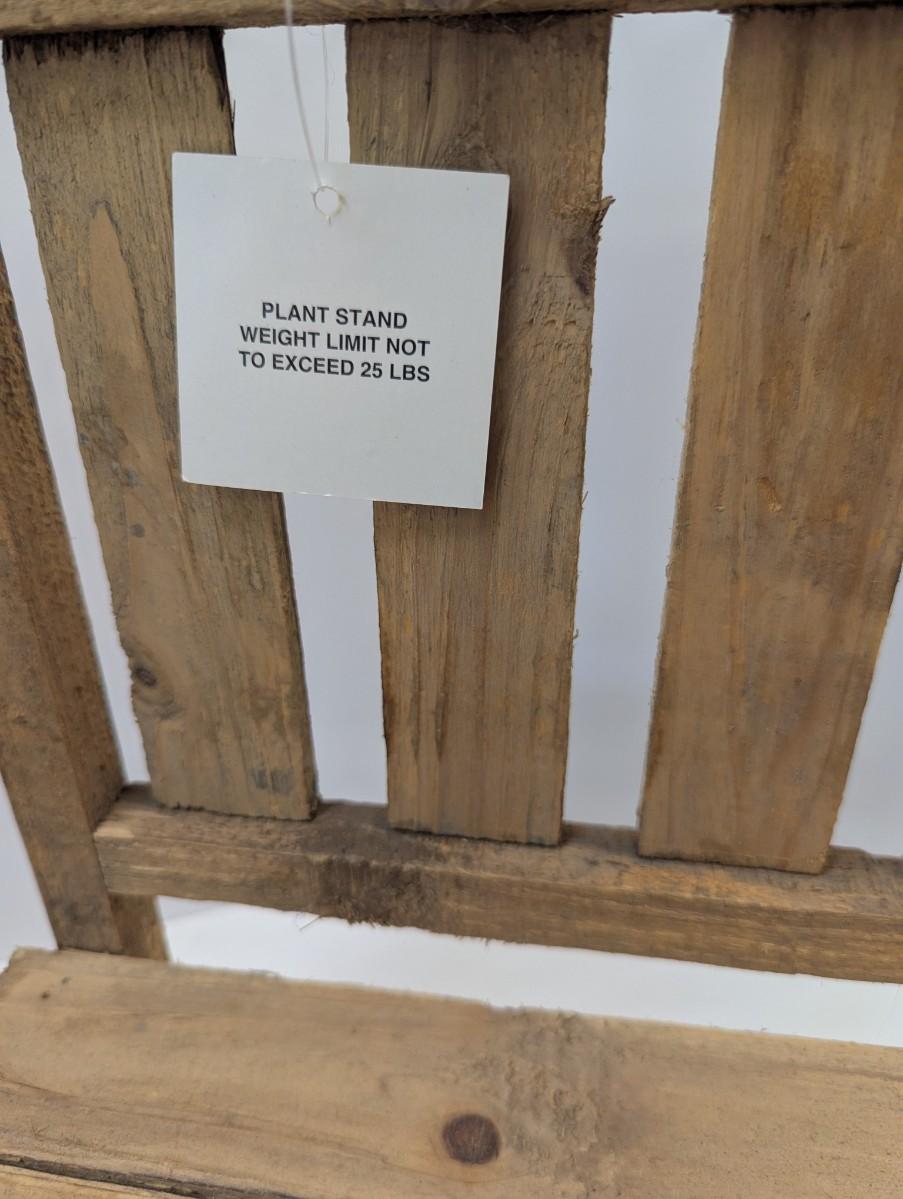 PLANT STAND
WEIGHT LIMIT NOT
TO EXCEED 25 LBS